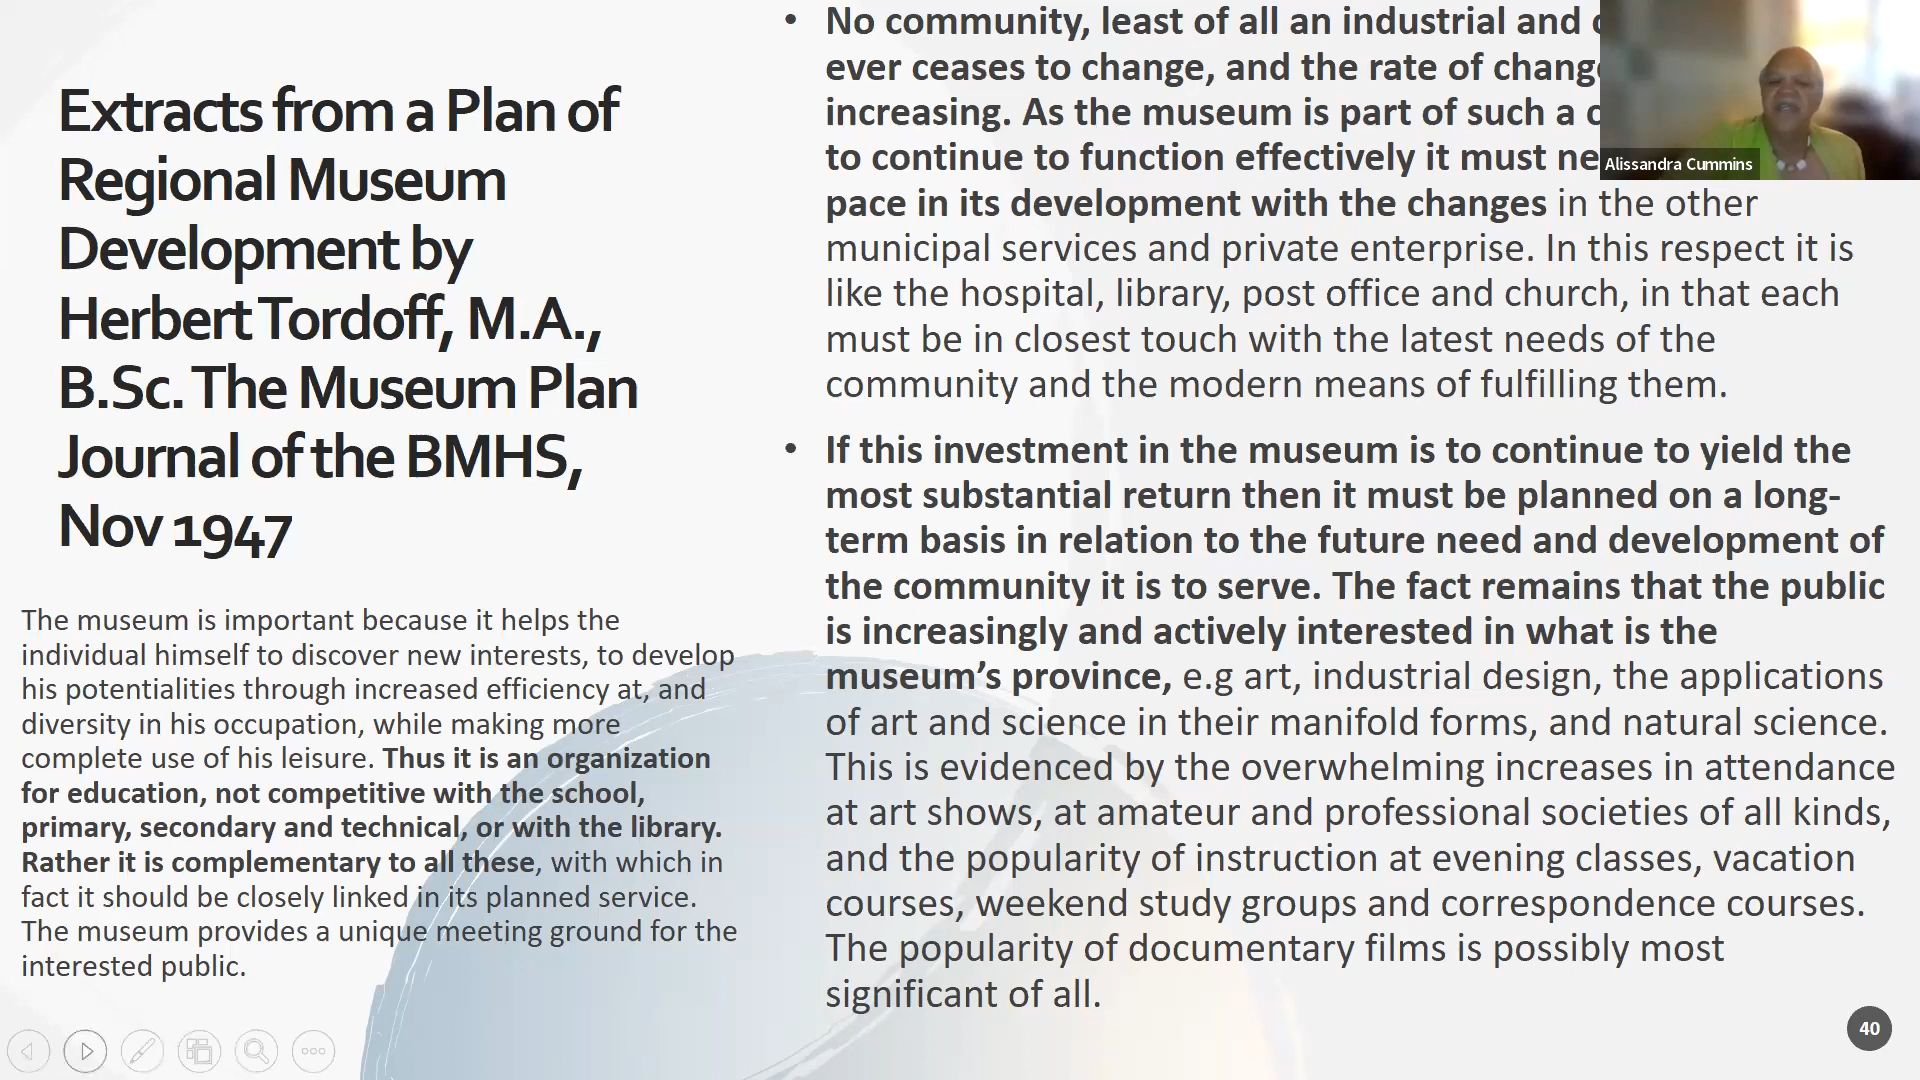 Extracts from a Plan of
Regional Museum
Development by
Herbert Tordoff, M.A.,
B.Sc. The Museum Plan
Journal of the BMHS,
Nov 1947
The museum is important because it helps the
individual himself to discover new interests, to develop
his potentialities through increased efficiency at, and
diversity in his occupation, while making more
complete use of his leisure. Thus it is an organization
for education, not competitive with the school,
primary, secondary and technical, or with the library.
Rather it is complementary to all these, with which in
fact it should be closely linked in its planned service.
The museum provides a unique meeting ground for the
interested public.
• No community, least of all an industrial and
ever ceases to change, and the rate of change
increasing. As the museum is part of such a
to continue to function effectively it must
pace in its development with the changes in the other
municipal services and private enterprise. In this respect it is
like the hospital, library, post office and church, in that each
must be in closest touch with the latest needs of the
community and the modern means of fulfilling them.
• If this investment in the museum is to continue to yield the
most substantial return then it must be planned on a long-
term basis in relation to the future need and development of
the community it is to serve. The fact remains that the public
is increasingly and actively interested in what is the
museum’s province, e.g art, industrial design, the applications
of art and science in their manifold forms, and natural science.
This is evidenced by the overwhelming increases in attendance
at art shows, at amateur and professional societies of all kinds,
and the popularity of instruction at evening classes, vacation
courses, weekend study groups and correspondence courses.
The popularity of documentary films is possibly most
significant of all.
Alissandra Cummins
40